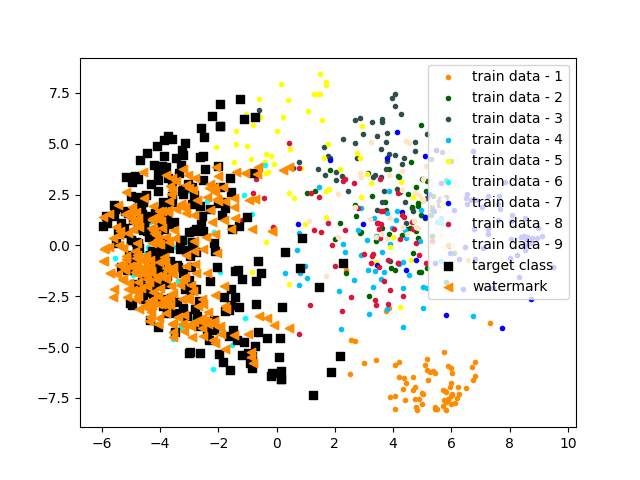 train data - 1
train data - 2
train data - 3
train data - 4
train data - 5
train data - 6
train data - 7
train data - 8
train data - 9
target class
watermark
7.5
5.0
2.5
0.0
−2.5
−5.0
−7.5
−6 −4 −2 0 2 4 6 8 10